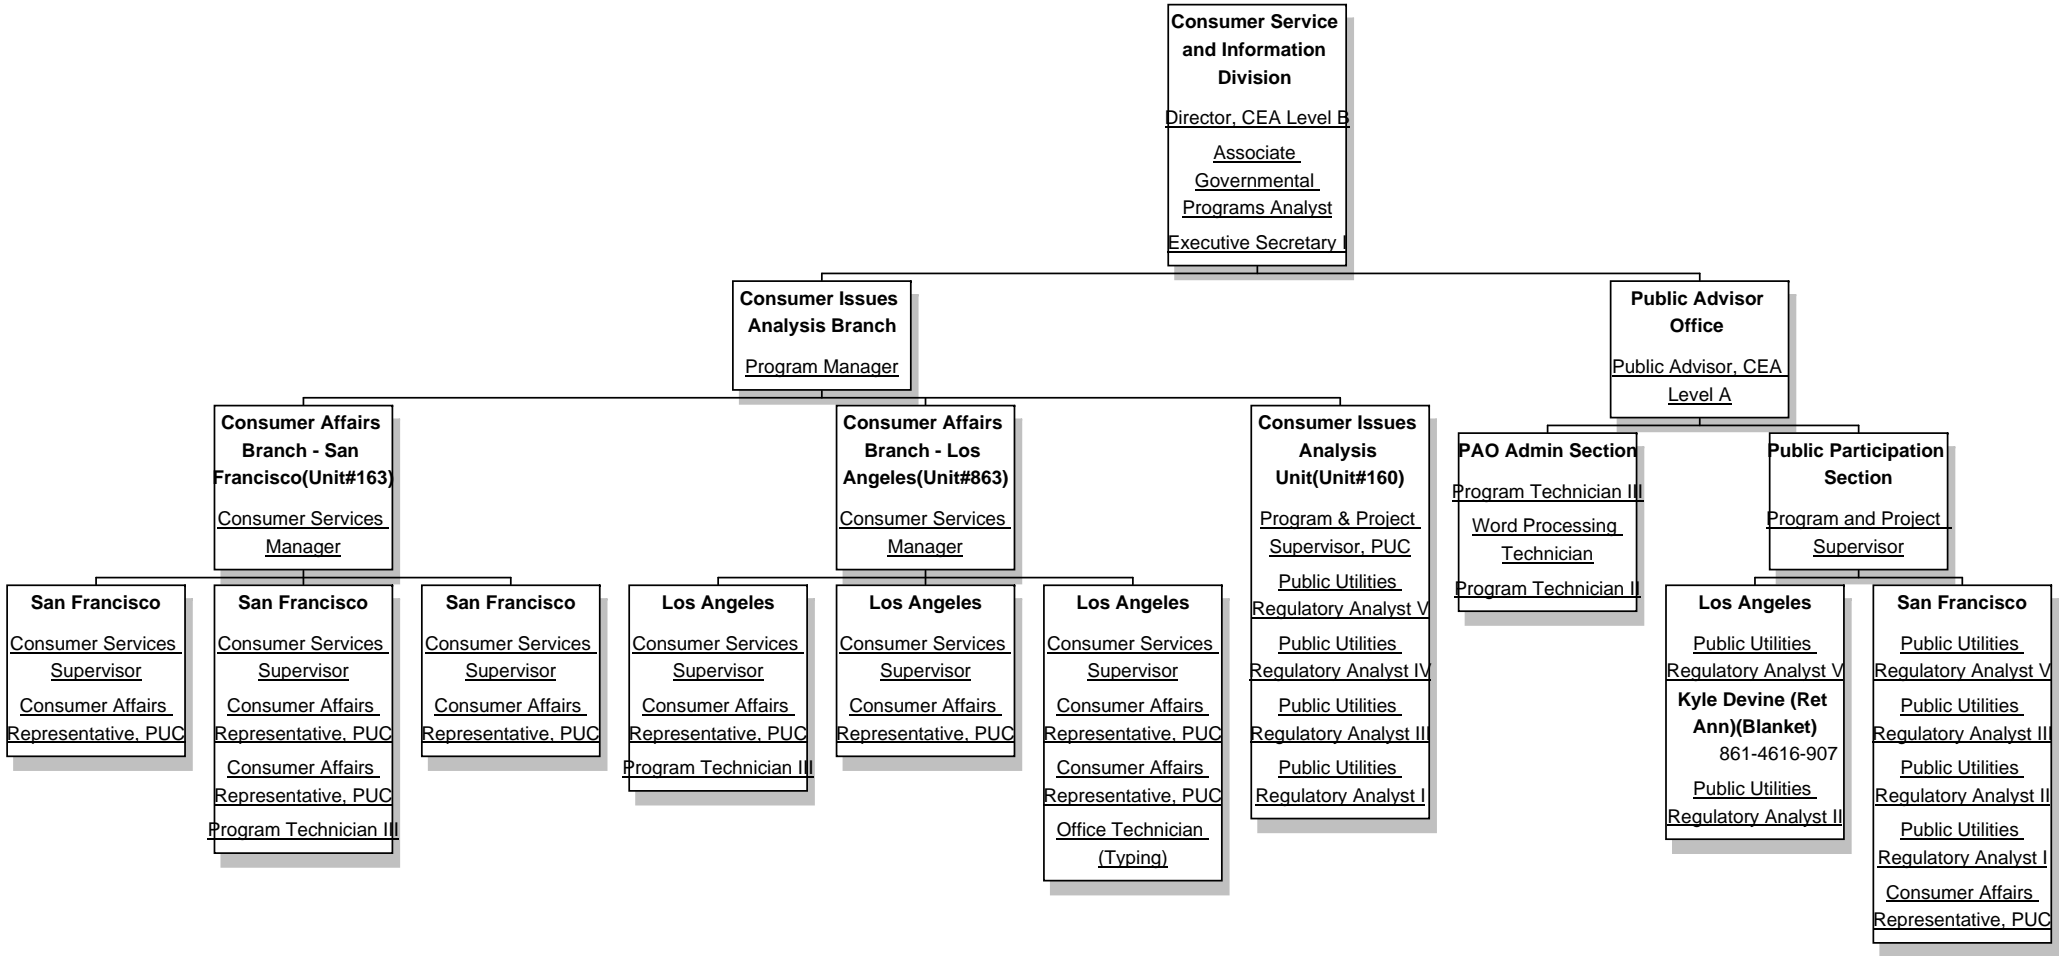 Consumer Service
and Information
Division
Director, CEA Level B
Associate
Governmental
Programs Analyst
Executive Secretary I
Consumer Issues
Analysis Branch
Program Manager
Public Advisor
Office
Public Advisor, CEA
Level A
Consumer Affairs
Branch - San
Francisco(Unit#163)
Consumer Services
Manager
Consumer Affairs
Branch - Los
Angeles(Unit#863)
Consumer Services
Manager
Consumer Issues
Analysis
Unit(Unit#160)
Program & Project
Supervisor, PUC
Public Utilities
Regulatory Analyst V
Public Utilities
Regulatory Analyst IV
Public Utilities
Regulatory Analyst III
Public Utilities
Regulatory Analyst I
PAO Admin Section
Program Technician III
Word Processing
Technician
Program Technician II
Public Participation
Section
Program and Project
Supervisor
San Francisco
Consumer Services
Supervisor
Consumer Affairs
Representative, PUC
San Francisco
Consumer Services
Supervisor
Consumer Affairs
Representative, PUC
Consumer Affairs
Representative, PUC
Program Technician III
San Francisco
Consumer Services
Supervisor
Consumer Affairs
Representative, PUC
Los Angeles
Consumer Services
Supervisor
Consumer Affairs
Representative, PUC
Program Technician III
Los Angeles
Consumer Services
Supervisor
Consumer Affairs
Representative, PUC
Los Angeles
Consumer Services
Supervisor
Consumer Affairs
Representative, PUC
Consumer Affairs
Representative, PUC
Office Technician
(Typing)
Los Angeles
Public Utilities
Regulatory Analyst V
Kyle Devine (Ret
Ann)(Blanket)
861-4616-907
Public Utilities
Regulatory Analyst II
San Francisco
Public Utilities
Regulatory Analyst V
Public Utilities
Regulatory Analyst III
Public Utilities
Regulatory Analyst II
Public Utilities
Regulatory Analyst I
Consumer Affairs
Representative, PUC